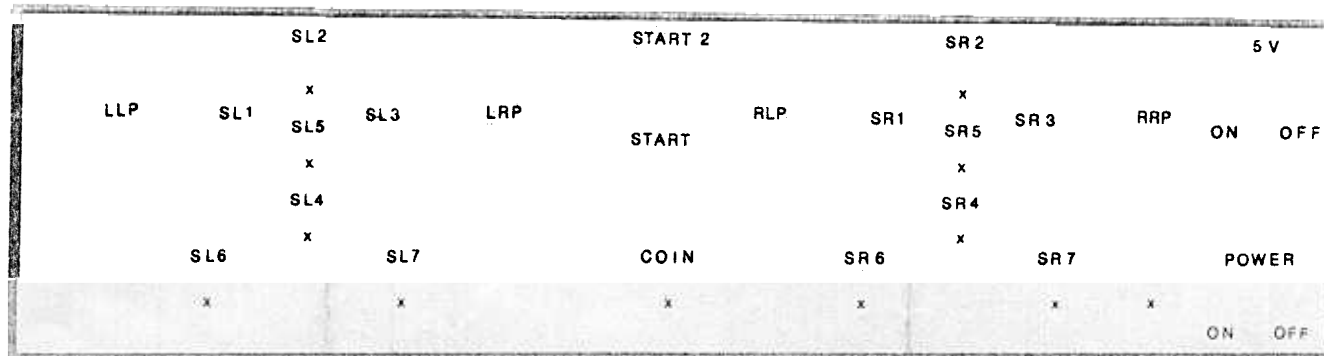 SL2 START 2 SR2 5 V
x x
LLP SL1 SL3 LRP RLP SR1 SR3 RRP
SL5 START SR5 ON OFF
x x
SL4 SR4
x x
SL6 SL7 COIN SR6 SR7 POWER
x x x x x x
ON OFF